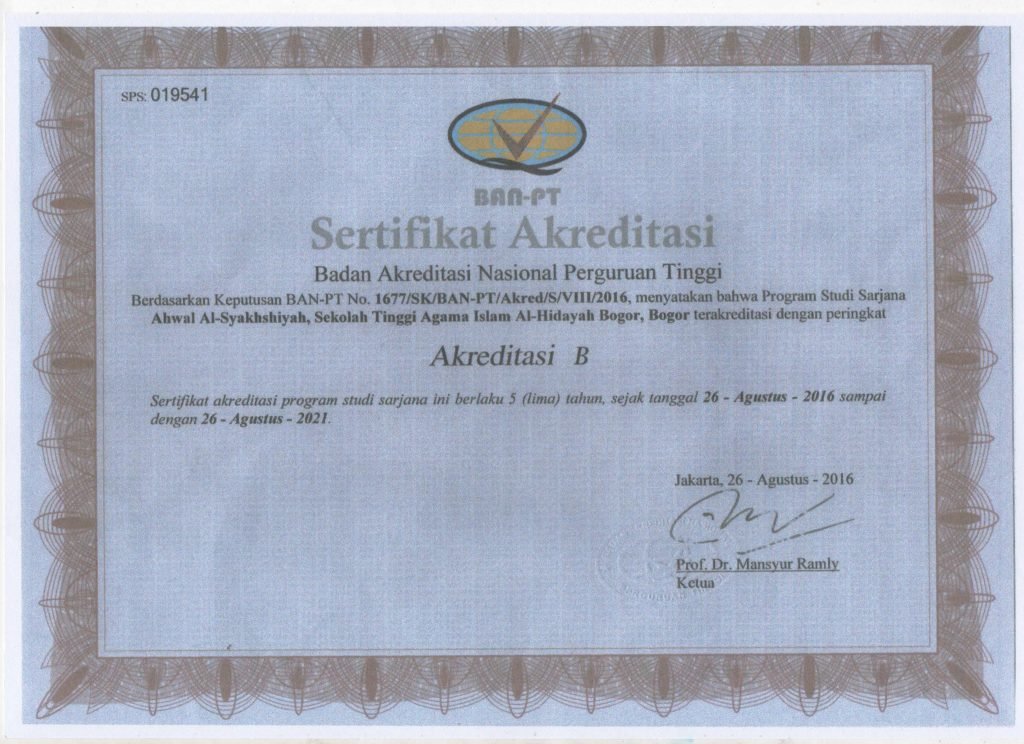 SPS: 019541
BAN-PT
Sertifikat Akreditasi
Badan Akreditasi Nasional Perguruan Tinggi
Berdasarkan Keputusan BAN-PT No. 1677/SK/BAN-PT/Akred/S/VIII/2016, menyatakan bahwa Program Studi Sarjana
Ahwal Al-Syakhshiyah, Sekolah Tinggi Agama Islam Al-Hidayah Bogor, Bogor terakreditasi dengan peringkat
Akreditasi B
Sertifikat akreditasi program studi sarjana ini berlaku 5 (lima) tahun, sejak tanggal 26 - Agustus - 2016 sampai
dengan 26 - Agustus - 2021.
Jakarta, 26 - Agustus - 2016
Prof. Dr. Mansyur Ramly
Ketua